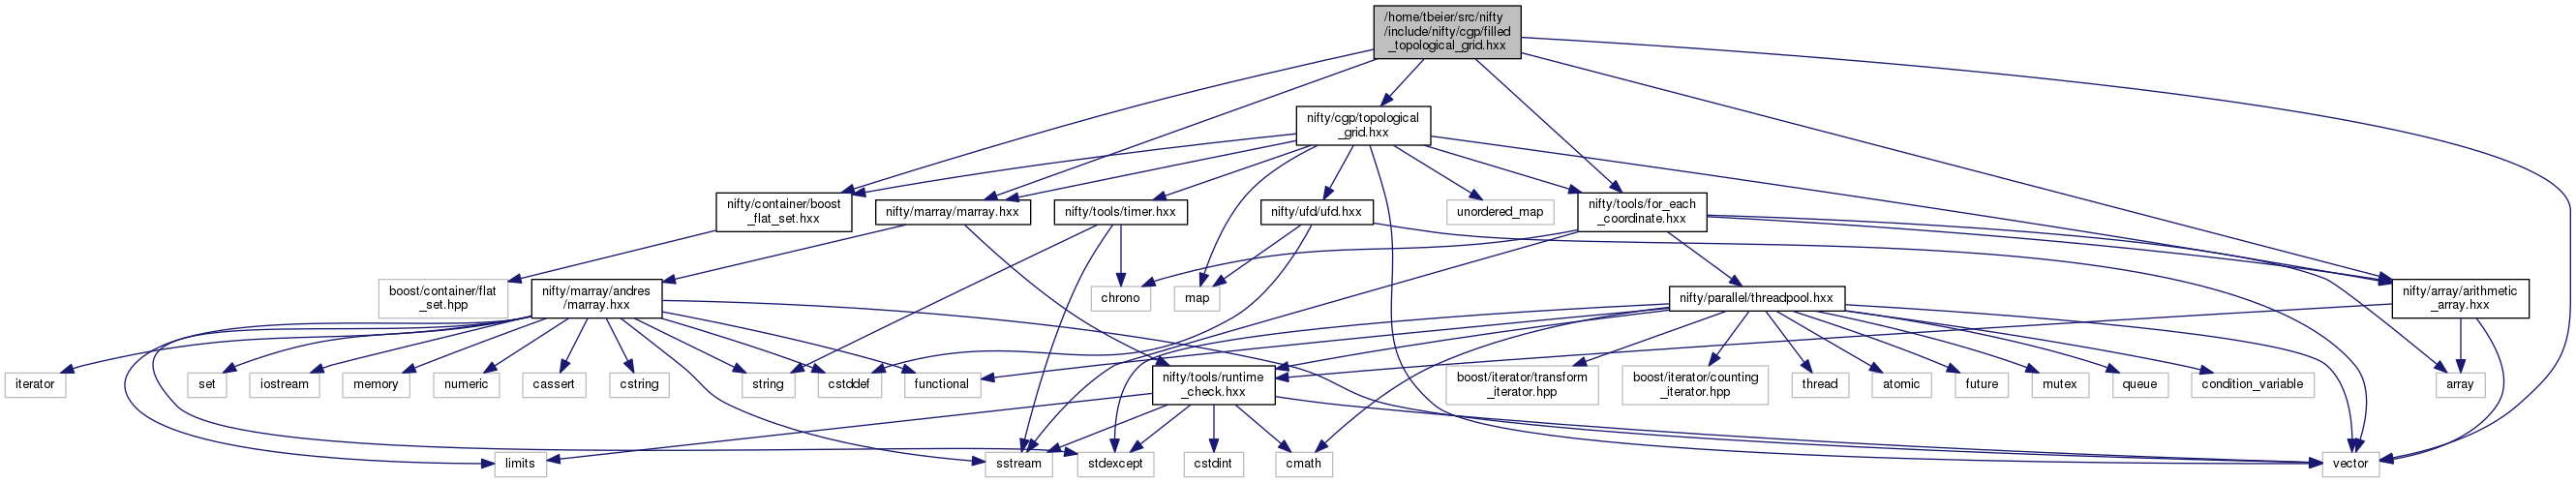 /home/tbeier/src/nifty
/include/nifty/cgp/filled
_topological_grid.hxx
nifty/cgp/topological
_grid.hxx
nifty/container/boost
_flat_set.hxx
nifty/marray/marray.hxx
nifty/tools/timer.hxx
nifty/ufd/ufd.hxx
unordered_map
nifty/tools/for_each
_coordinate.hxx
boost/container/flat
_set.hpp
nifty/marray/andres
/marray.hxx
chrono
map
nifty/parallel/threadpool.hxx
nifty/array/arithmetic
_array.hxx
iterator
set
iostream
memory
numeric
cassert
cstring
string
cstddef
functional
nifty/tools/runtime
_check.hxx
boost/iterator/transform
_iterator.hpp
boost/iterator/counting
_iterator.hpp
thread
atomic
future
mutex
queue
condition_variable
array
limits
sstream
stdexcept
cstdint
cmath
vector